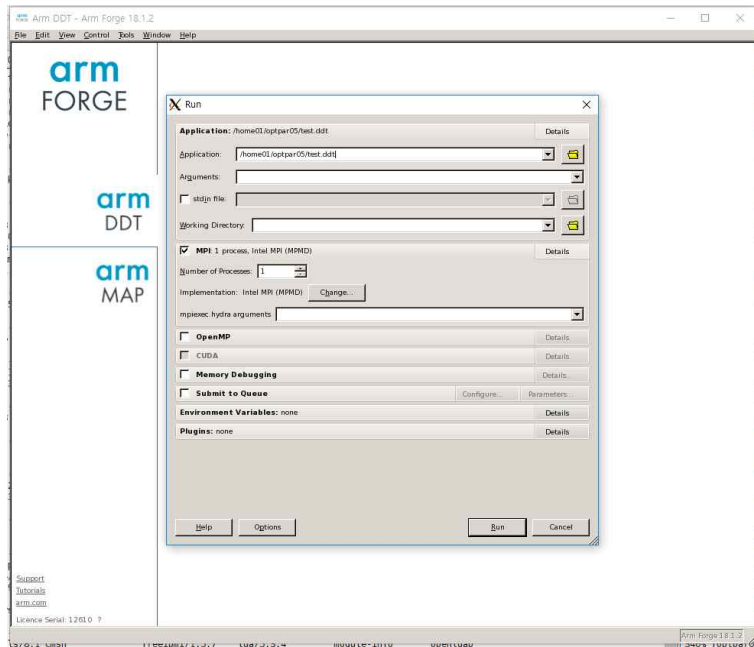 Arm DDT - Arm Forge 18.1.2
File Edit View Control Tools Window Help
arm
FORGE
arm
DDT
arm
MAP
Run
Application: /home01/optpar05/test.ddt Details
Application: /home01/optpar05/test.ddt
Arguments:
stdin file:
Working Directory:
MPI: 1 process, Intel MPI (MPMD) Details
Number of Processes: 1
Implementation: Intel MPI (MPMD) Change...
mpiexec.hydra arguments
OpenMP Details
CUDA Details
Memory Debugging Details...
Submit to Queue Configure... Parameters...
Environment Variables: none Details
Plugins: none Details
Help Options Run Cancel
Support
Tutorials
arm.com
Licence Serial: 12610 ?
Arm Forge 18.1.2